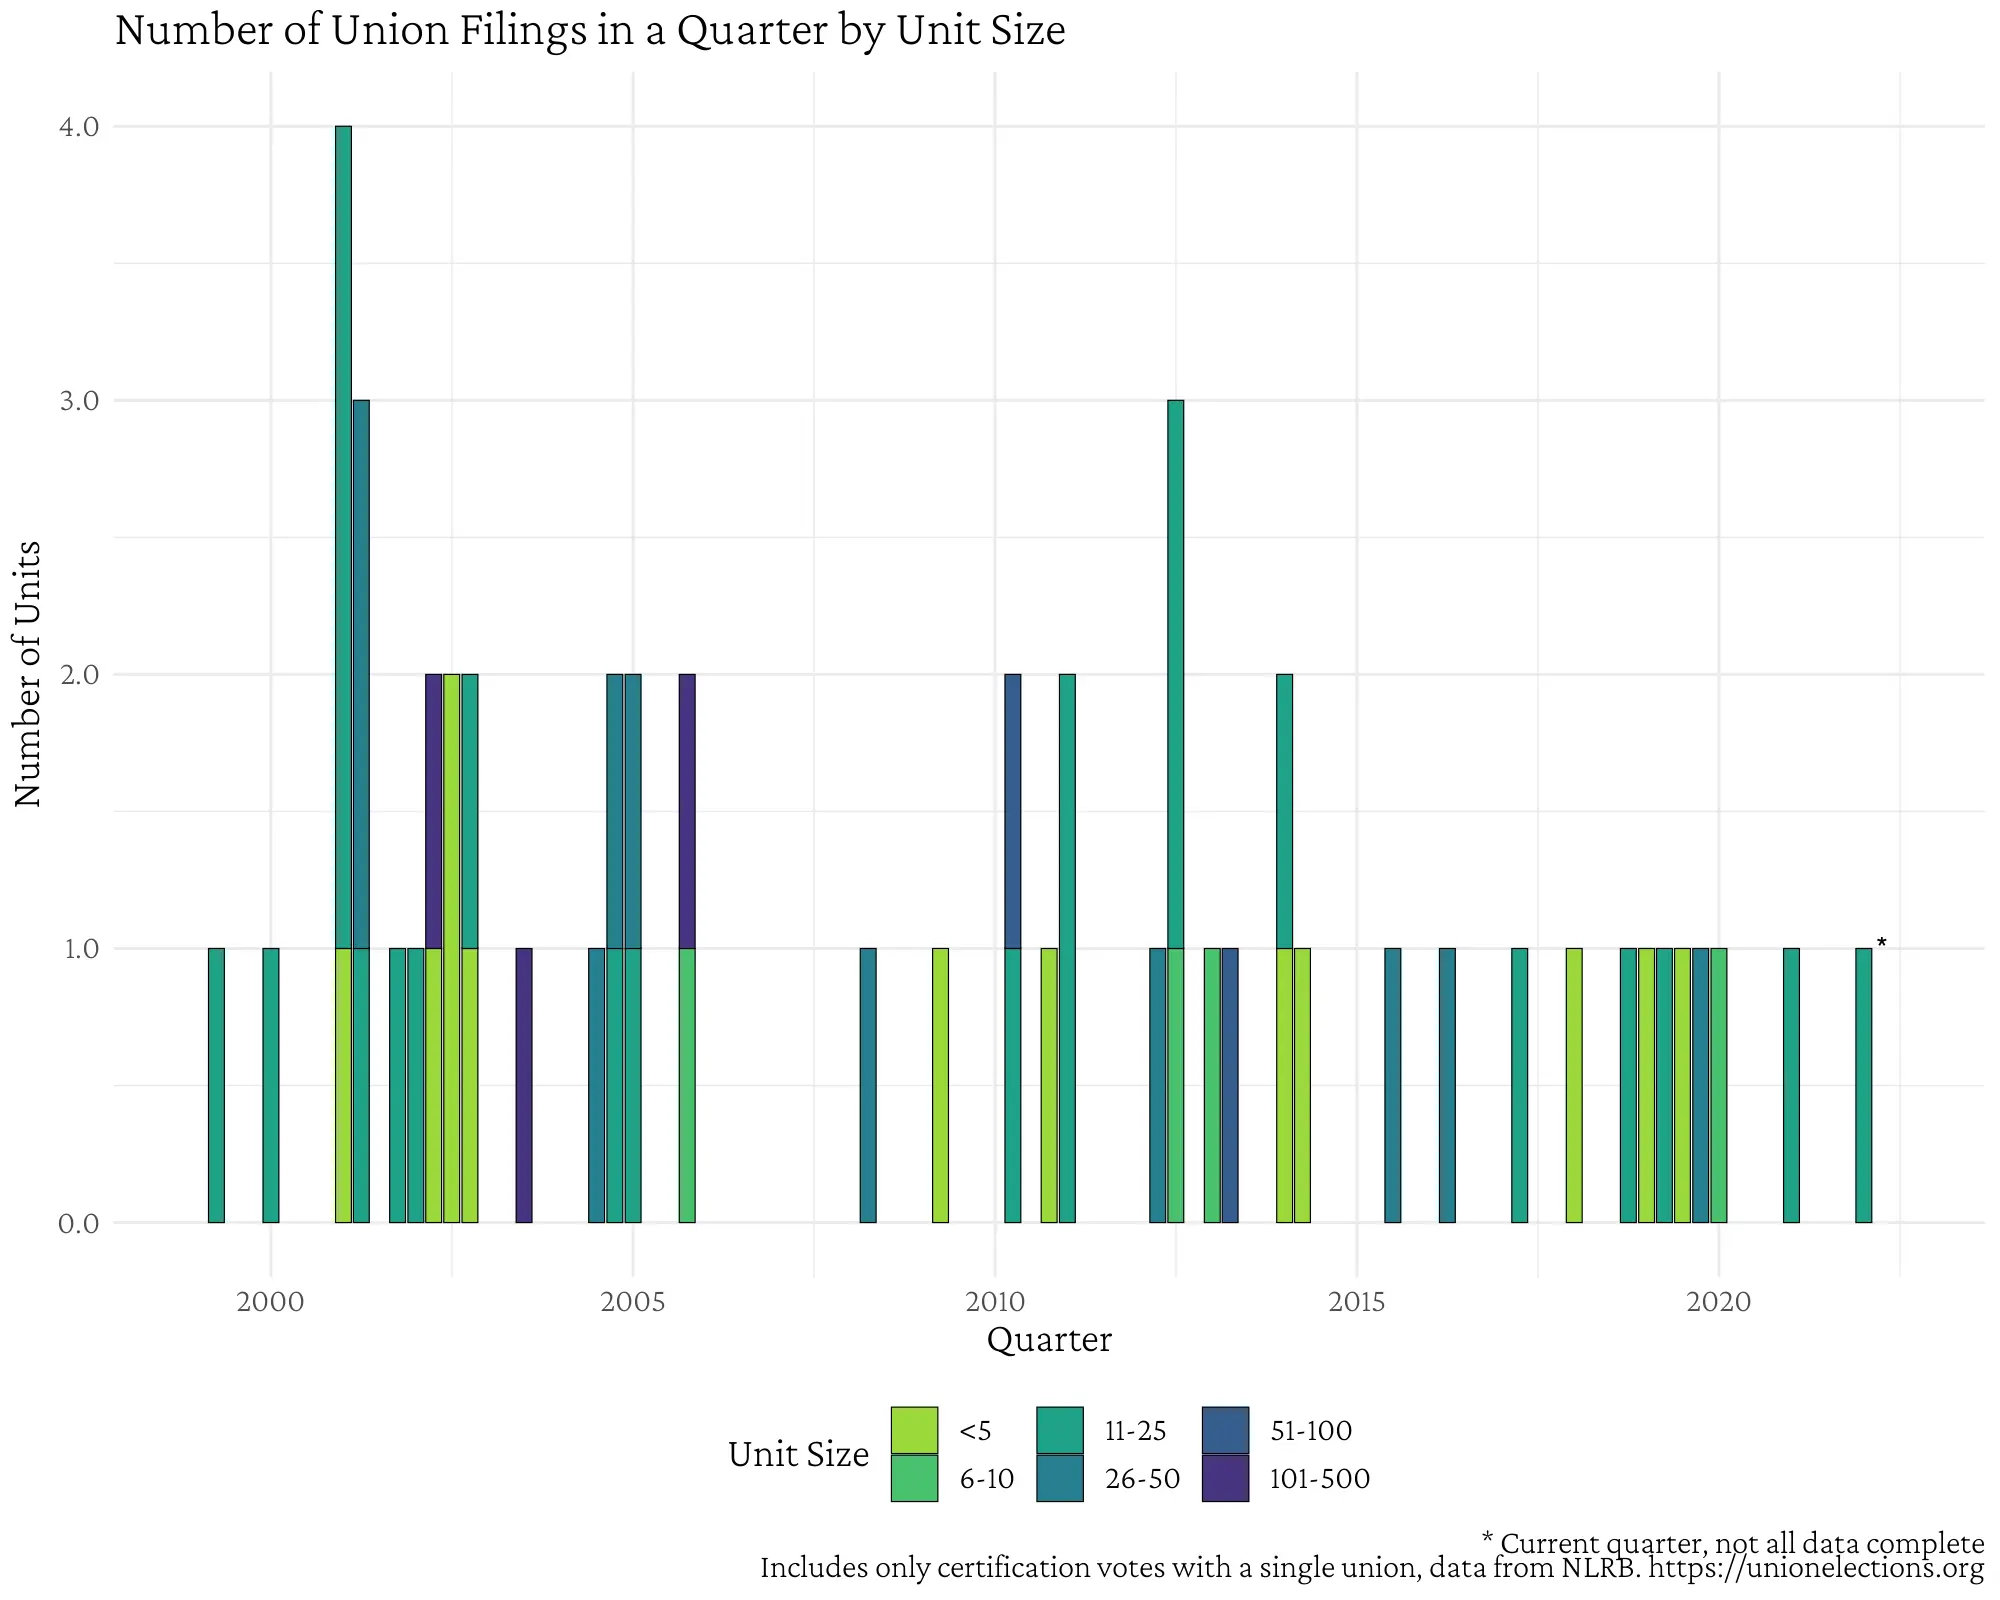 Number of Union Filings in a Quarter by Unit Size
Number of Units
4.0
3.0
2.0
1.0
0.0
*
2000 2005 2010 2015 2020
Quarter
Unit Size
<5 11-25 51-100
6-10 26-50 101-500
* Current quarter, not all data complete
Includes only certification votes with a single union, data from NLRB. https://unionelections.org